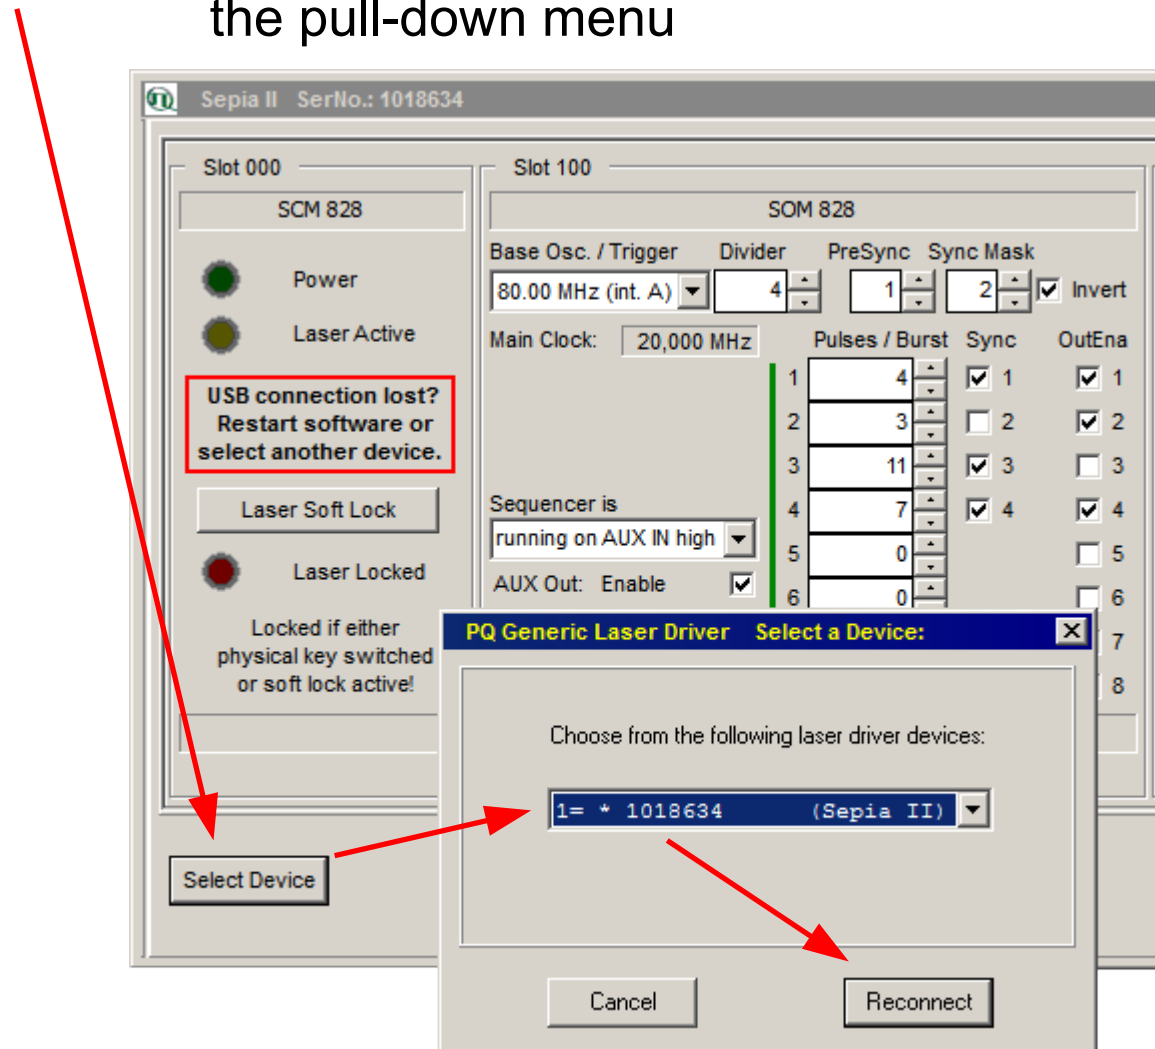 the pull-down menu
Sepia II SerNo.: 1018634
Slot 000
SCM 828
Power
Laser Active
USB connection lost?
Restart software or
select another device.
Laser Soft Lock
Laser Locked
Locked if either
physical key switched
or soft lock active!
Slot 100
SOM 828
Base Osc. / Trigger Divider PreSync Sync Mask
80.00 MHz (int. A) 4 1 2 Invert
Main Clock: 20,000 MHz Pulses / Burst Sync OutEna
1 4 1 1
2 3 2 2
3 11 3 3
Sequencer is
4 7 4 4
running on AUX IN high
5 0 5
AUX Out: Enable
6 0 6
7
8
Select Device
PQ Generic Laser Driver Select a Device:
Choose from the following laser driver devices:
1= * 1018634 (Sepia II)
Cancel Reconnect